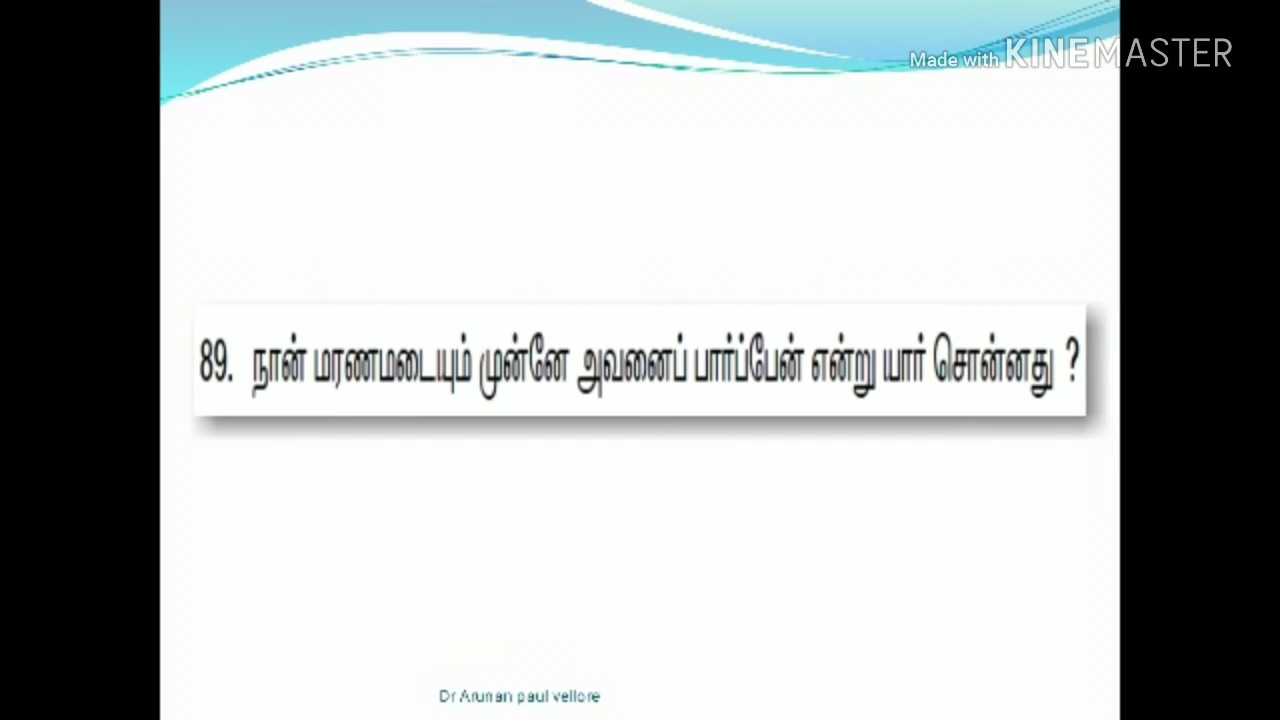 Made with KINEMASTER
89. நான் மரணமடையும் முன்னே அவனைப் பார்ப்பேன் என்று யார் சொன்னது ?
Dr Arunan paul vellore